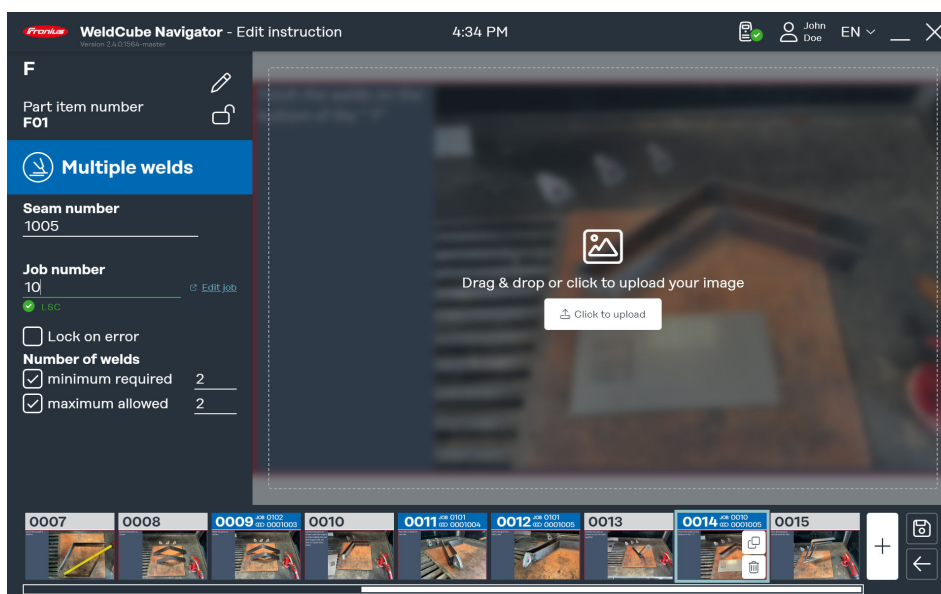 Fronius WeldCube Navigator - Edit instruction 4:34 PM John Doe EN
Version 2.4.0.1564-master
F
Part item number
F01
Multiple welds
Seam number
1005
Job number
10 Edit job
LSC
Lock on error
Number of welds
minimum required 2
maximum allowed 2
Drag & drop or click to upload your image
Click to upload
0007
0008
0009 JOB 0102 0001003
0010
0011 JOB 0101 0001004
0012 JOB 0101 0001005
0013
0014 JOB 0010 0001005
0015